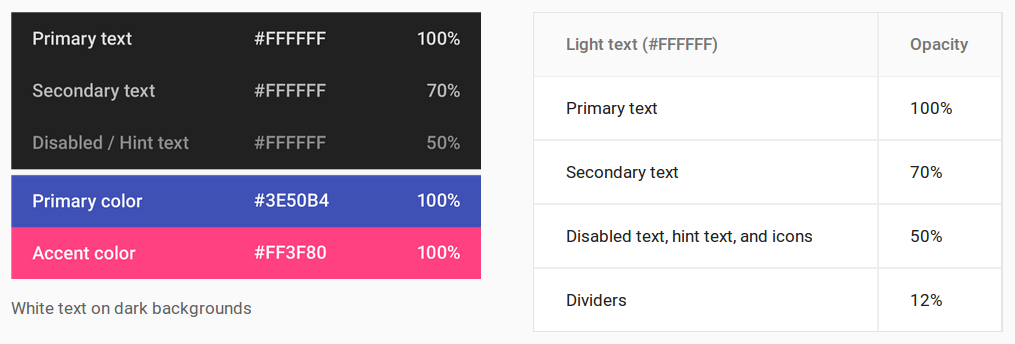 Primary text #FFFFFF 100%
Secondary text #FFFFFF 70%
Disabled / Hint text #FFFFFF 50%
Primary color #3E50B4 100%
Accent color #FF3F80 100%
White text on dark backgrounds
Light text (#FFFFFF) Opacity
Primary text 100%
Secondary text 70%
Disabled text, hint text, and icons 50%
Dividers 12%